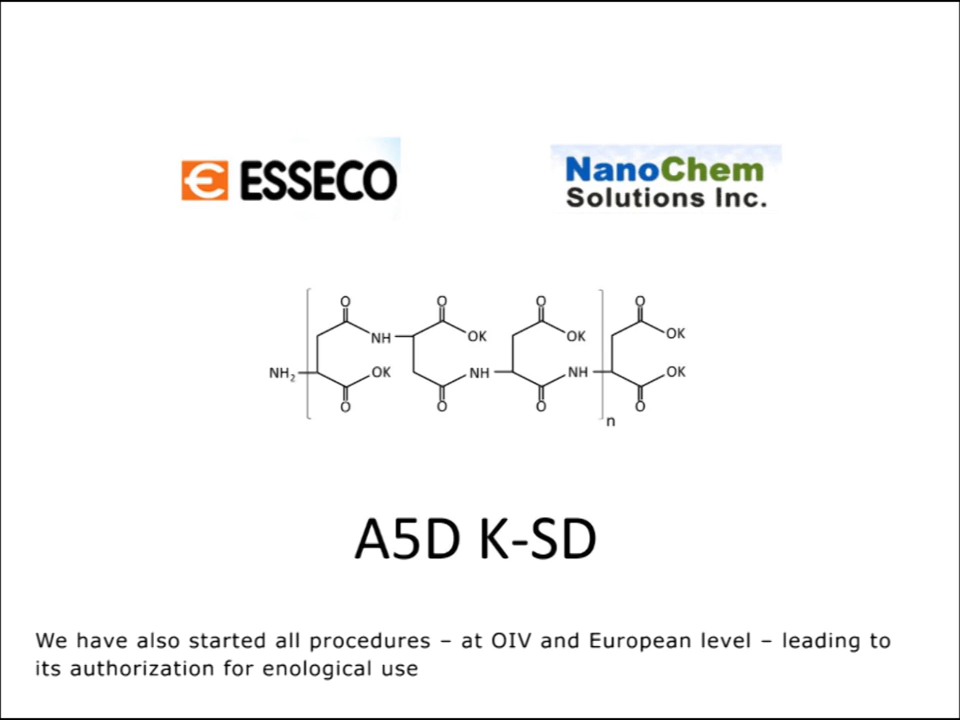 € ESSECO
NanoChem
Solutions Inc.
O O O O
NH OK OK OK
NH₂ OK NH NH OK
O O O O
n
A5D K-SD
We have also started all procedures – at OIV and European level – leading to
its authorization for enological use